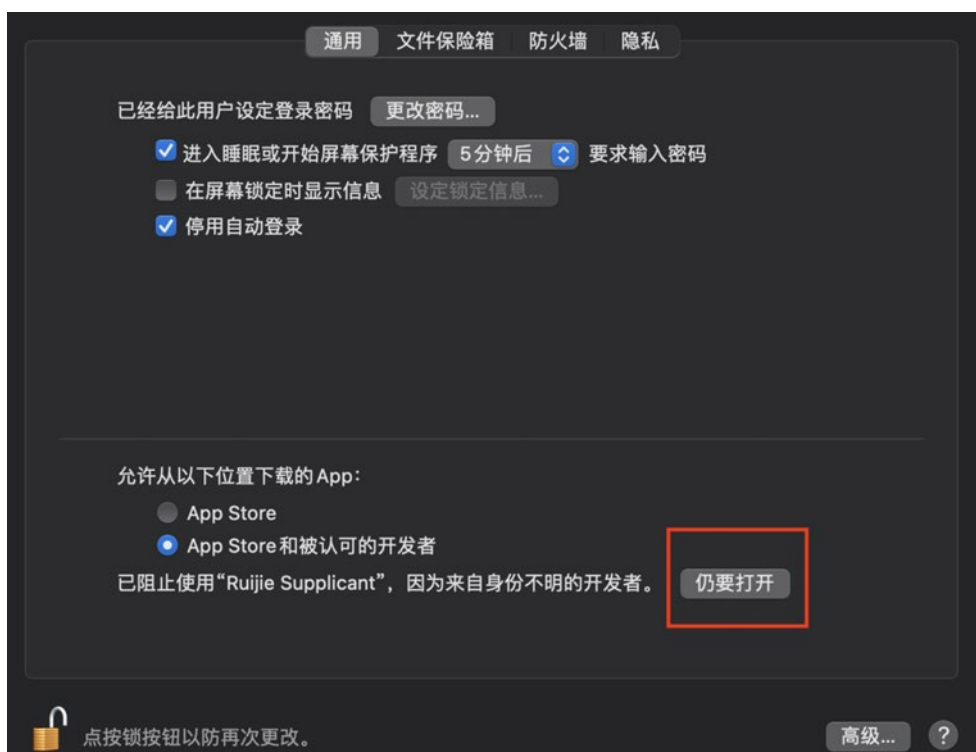 通用 文件保险箱 防火墙 隐私
已经给此用户设定登录密码 更改密码...
进入睡眠或开始屏幕保护程序 5分钟后 要求输入密码
在屏幕锁定时显示信息 设定锁定信息...
停用自动登录
允许从以下位置下载的App：
App Store
App Store和被认可的开发者
已阻止使用“Ruijie Supplicant”，因为来自身份不明的开发者。 仍要打开
点按锁按钮以防再次更改。 高级... ?